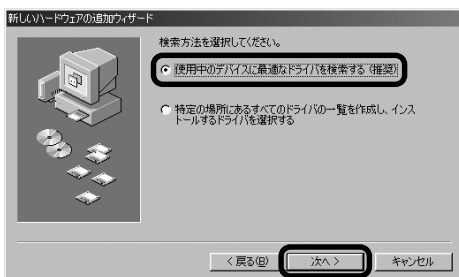 新しいハードウェアの追加ウィザード
検索方法を選択してください。
使用中のデバイスに最適なドライバを検索する(推奨)
特定の場所にあるすべてのドライバの一覧を作成し、インス
トールするドライバを選択する
< 戻る(B)
次へ >
キャンセル